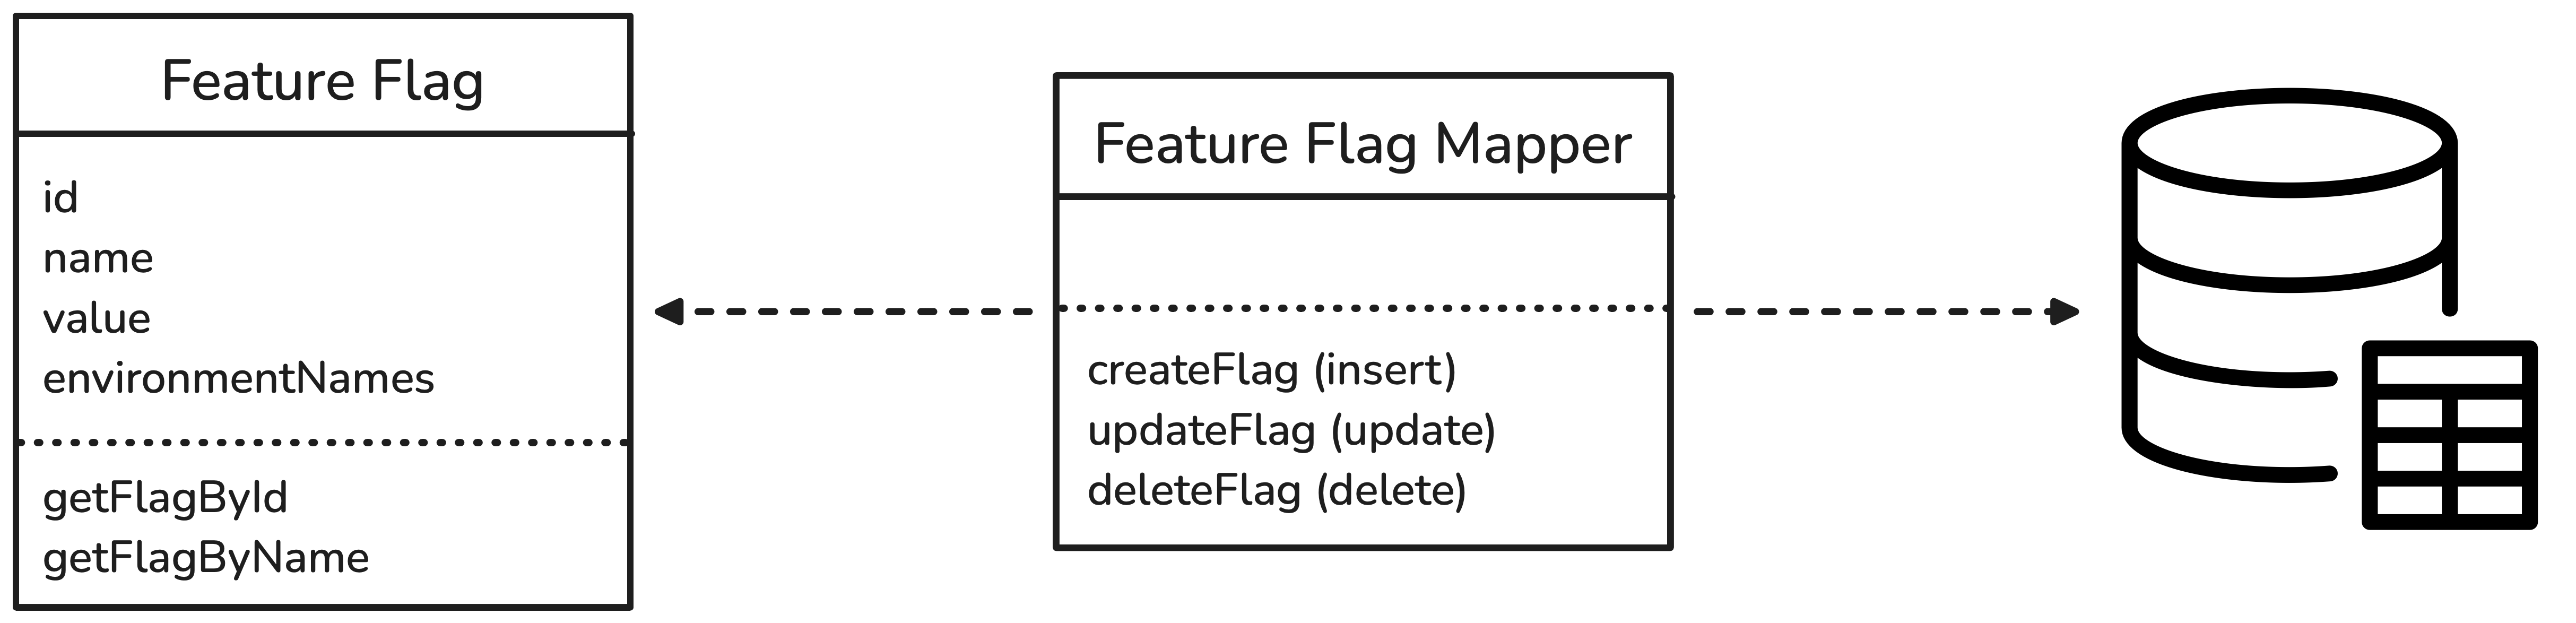 Feature Flag
id
name
value
environmentNames
getFlagById
getFlagByName
Feature Flag Mapper
createFlag (insert)
updateFlag (update)
deleteFlag (delete)